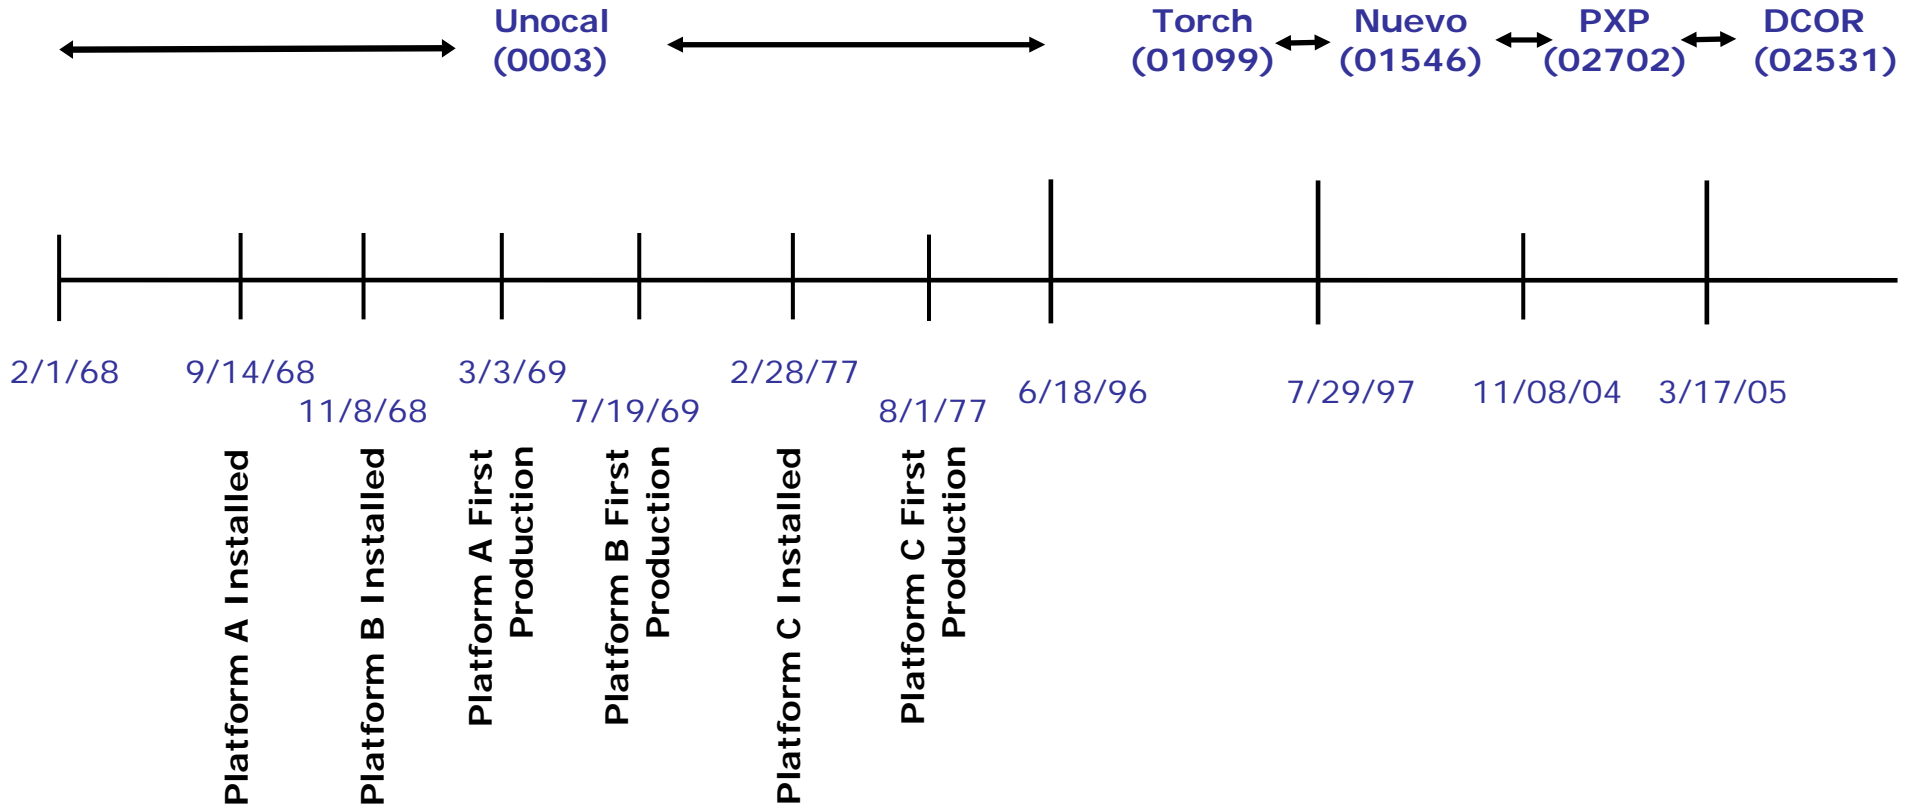 Unocal
(0003)
Torch
(01099)
Nuevo
(01546)
PXP
(02702)
DCOR
(02531)
2/1/68
9/14/68
11/8/68
3/3/69
7/19/69
2/28/77
8/1/77
6/18/96
7/29/97
11/08/04
3/17/05
Platform A Installed
Platform B Installed
Platform A First
Production
Platform B First
Production
Platform C Installed
Platform C First
Production